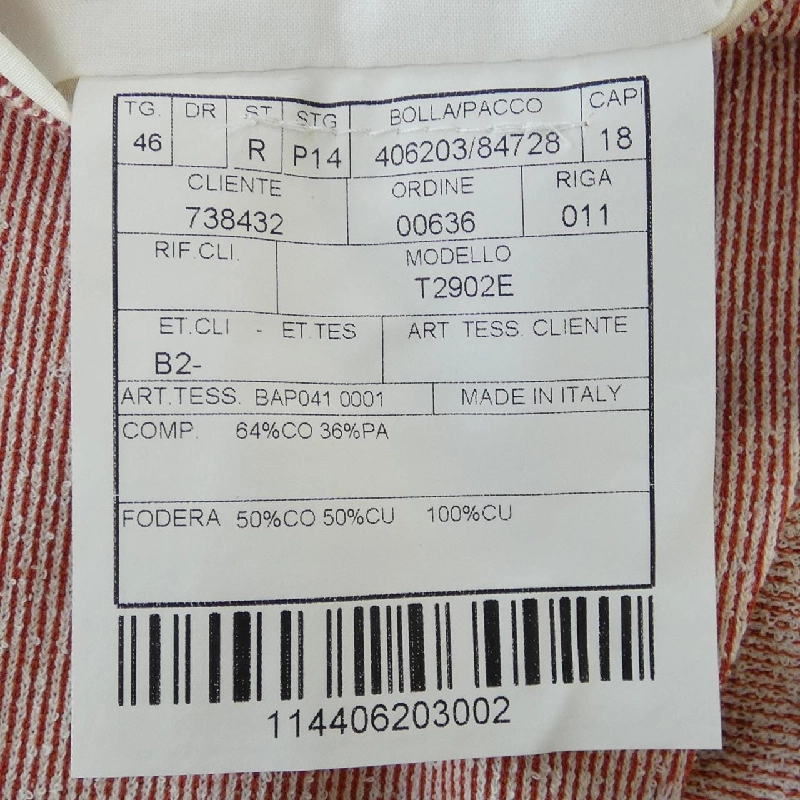 TG. DR ST STG BOLLA/PACCO CAPI
46 R P14 406203/84728 18
CLIENTE ORDINE RIGA
738432 00636 011
RIF.CLI. MODELLO
T2902E
ET.CLI - ET.TES ART TESS. CLIENTE
B2-
ART.TESS. BAP041 0001 MADE IN ITALY
COMP. 64%CO 36%PA
FODERA 50%CO 50%CU 100%CU
114406203002